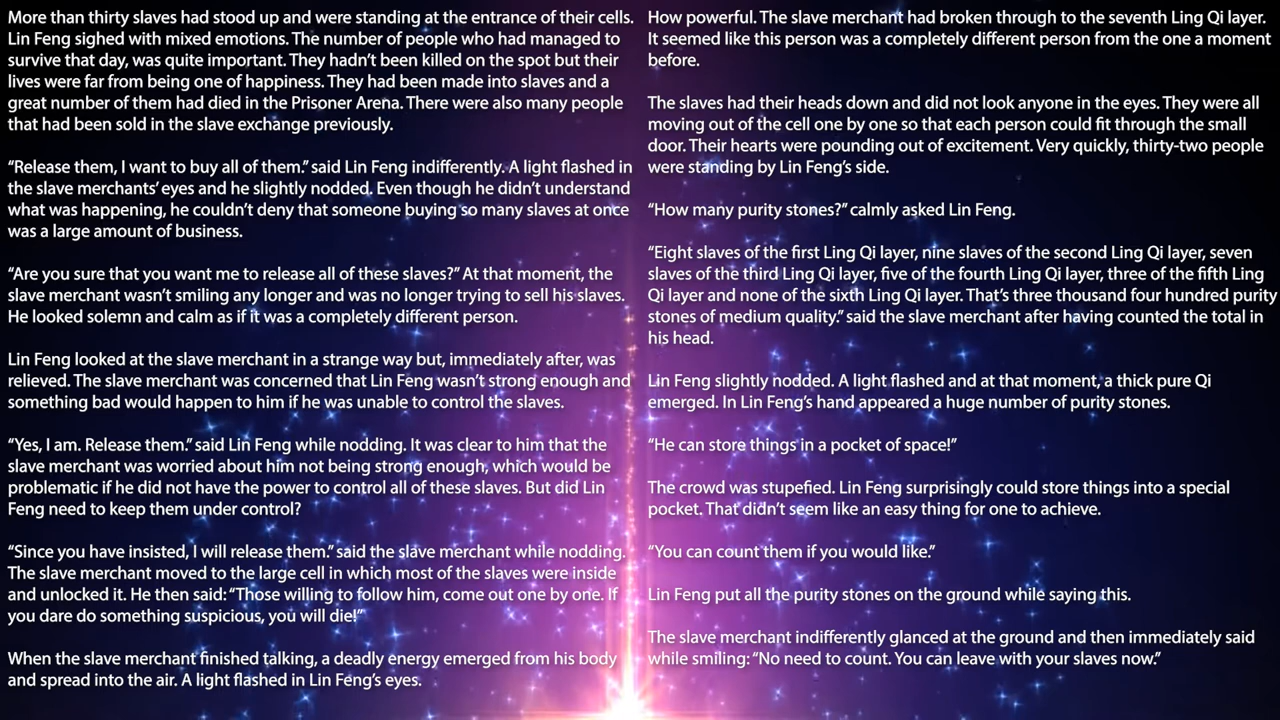 More than thirty slaves had stood up and were standing at the entrance of their cells.
Lin Feng sighed with mixed emotions. The number of people who had managed to
survive that day, was quite important. They hadn't been killed on the spot but their
lives were far from being one of happiness. They had been made into slaves and a
great number of them had died in the Prisoner Arena. There were also many people
that had been sold in the slave exchange previously.
“Release them, I want to buy all of them.” said Lin Feng indifferently. A light flashed in
the slave merchants’ eyes and he slightly nodded. Even though he didn’t understand
what was happening, he couldn’t deny that someone buying so many slaves at once
was a large amount of business.
“Are you sure that you want me to release all of these slaves?” At that moment, the
slave merchant wasn’t smiling any longer and was no longer trying to sell his slaves.
He looked solemn and calm as if it was a completely different person.
Lin Feng looked at the slave merchant in a strange way but, immediately after, was
relieved. The slave merchant was concerned that Lin Feng wasn’t strong enough and
something bad would happen to him if he was unable to control the slaves.
“Yes, I am. Release them.” said Lin Feng while nodding. It was clear to him that the
slave merchant was worried about him not being strong enough, which would be
problematic if he did not have the power to control all of these slaves. But did Lin
Feng need to keep them under control?
“Since you have insisted, I will release them.” said the slave merchant while nodding.
The slave merchant moved to the large cell in which most of the slaves were inside
and unlocked it. He then said: “Those willing to follow him, come out one by one. If
you dare do something suspicious, you will die!”
When the slave merchant finished talking, a deadly energy emerged from his body
and spread into the air. A light flashed in Lin Feng’s eyes.
How powerful. The slave merchant had broken through to the seventh Ling Qi layer.
It seemed like this person was a completely different person from the one a moment
before.
The slaves had their heads down and did not look anyone in the eyes. They were all
moving out of the cell one by one so that each person could fit through the small
door. Their hearts were pounding out of excitement. Very quickly, thirty-two people
were standing by Lin Feng’s side.
“How many purity stones?” calmly asked Lin Feng.
“Eight slaves of the first Ling Qi layer, nine slaves of the second Ling Qi layer, seven
slaves of the third Ling Qi layer, five of the fourth Ling Qi layer, three of the fifth Ling
Qi layer and none of the sixth Ling Qi layer. That’s three thousand four hundred purity
stones of medium quality.” said the slave merchant after having counted the total in
his head.
Lin Feng slightly nodded. A light flashed and at that moment, a thick pure Qi
emerged. In Lin Feng’s hand appeared a huge number of purity stones.
“He can store things in a pocket of space!”
The crowd was stupefied. Lin Feng surprisingly could store things into a special
pocket. That didn’t seem like an easy thing for one to achieve.
“You can count them if you would like.”
Lin Feng put all the purity stones on the ground while saying this.
The slave merchant indifferently glanced at the ground and then immediately said
while smiling: “No need to count. You can leave with your slaves now.”